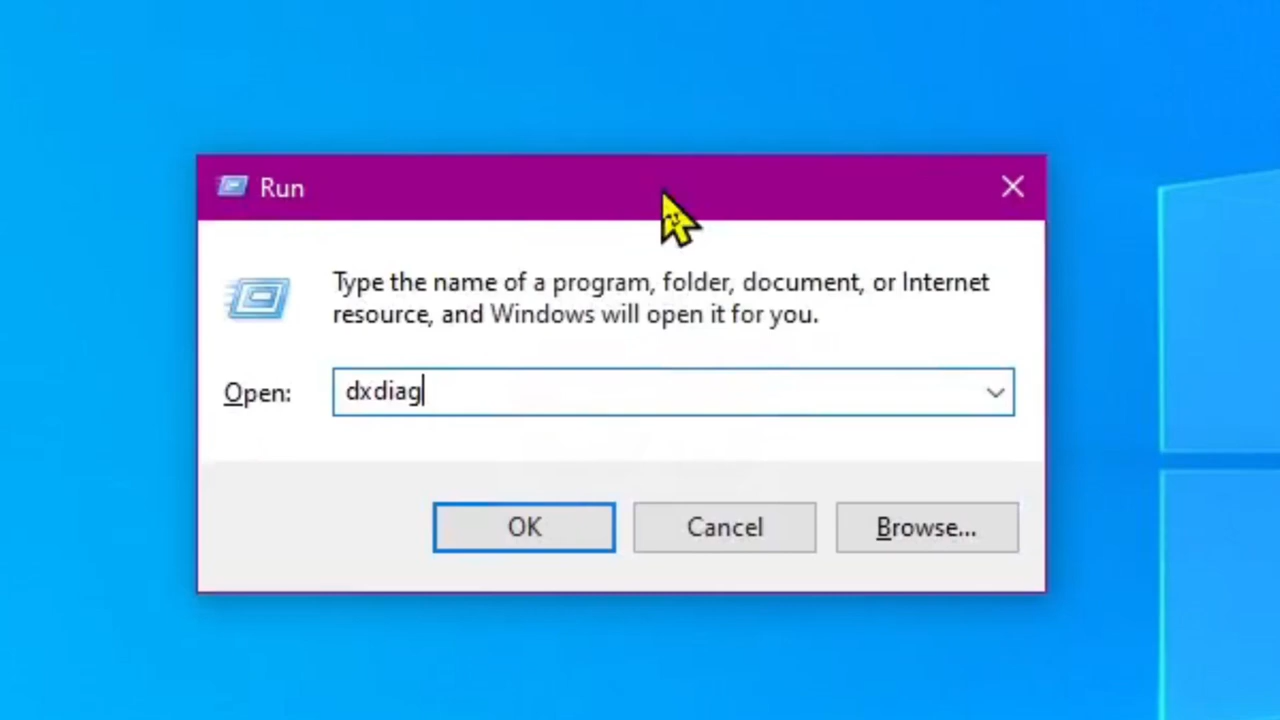 Run
Type the name of a program, folder, document, or Internet
resource, and Windows will open it for you.
Open: dxdiag
OK Cancel Browse...